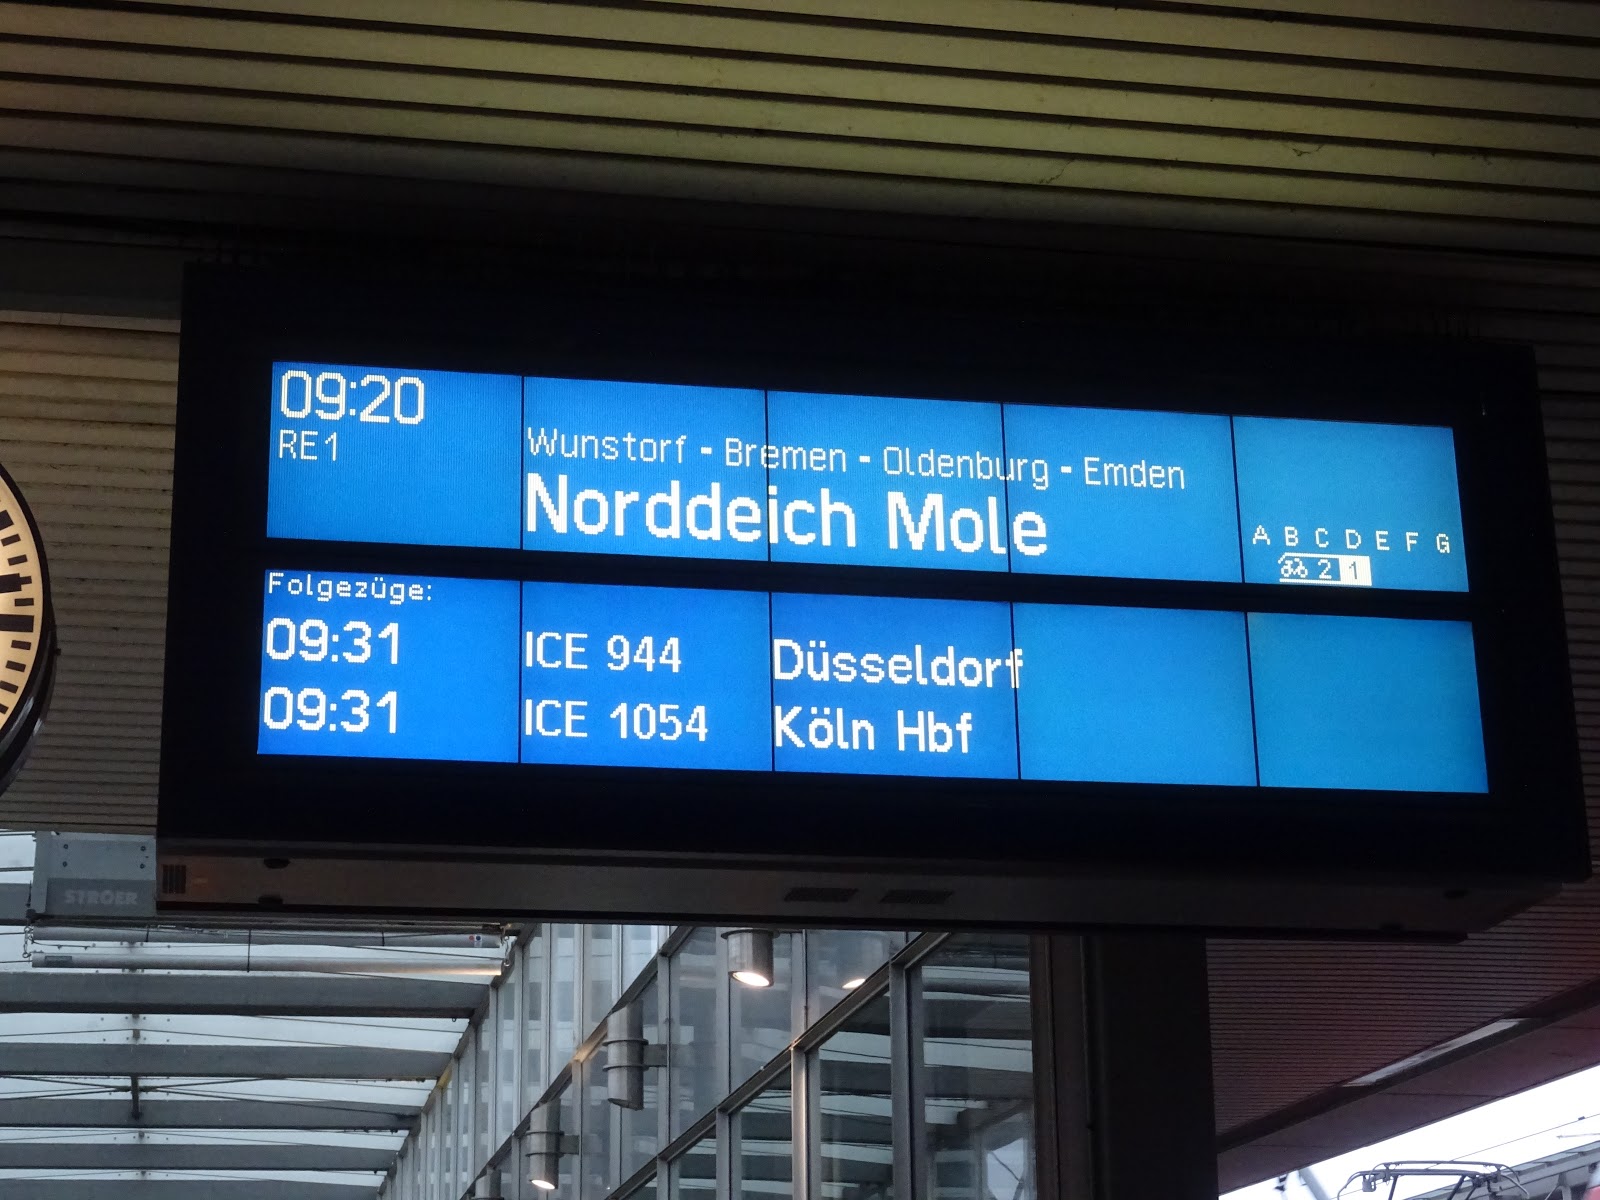 09:20
RE1
Wunstorf - Bremen - Oldenburg - Emden
Norddeich Mole
A B C D E F G
2 1
Folgezüge:
09:31 ICE 944 Düsseldorf
09:31 ICE 1054 Köln Hbf
STRÖER